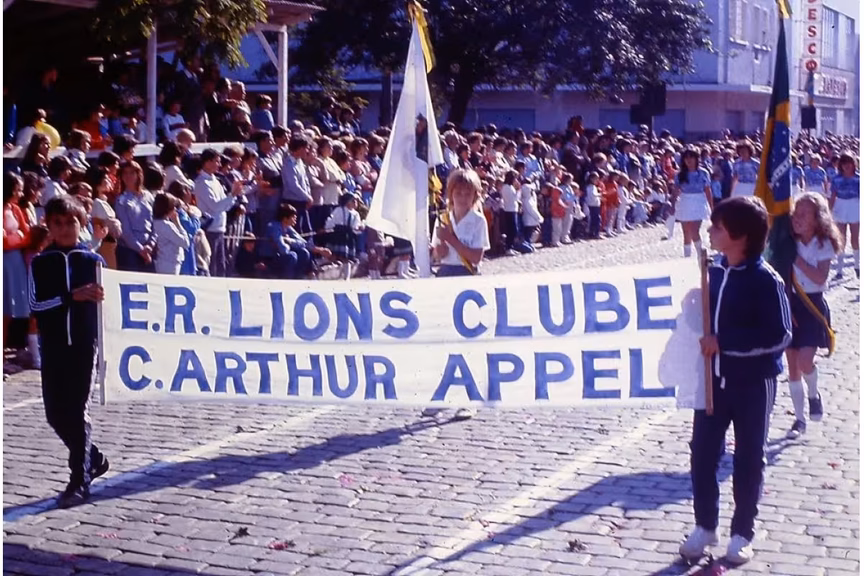 E.R. LIONS CLUBE
C. ARTHUR APPEL